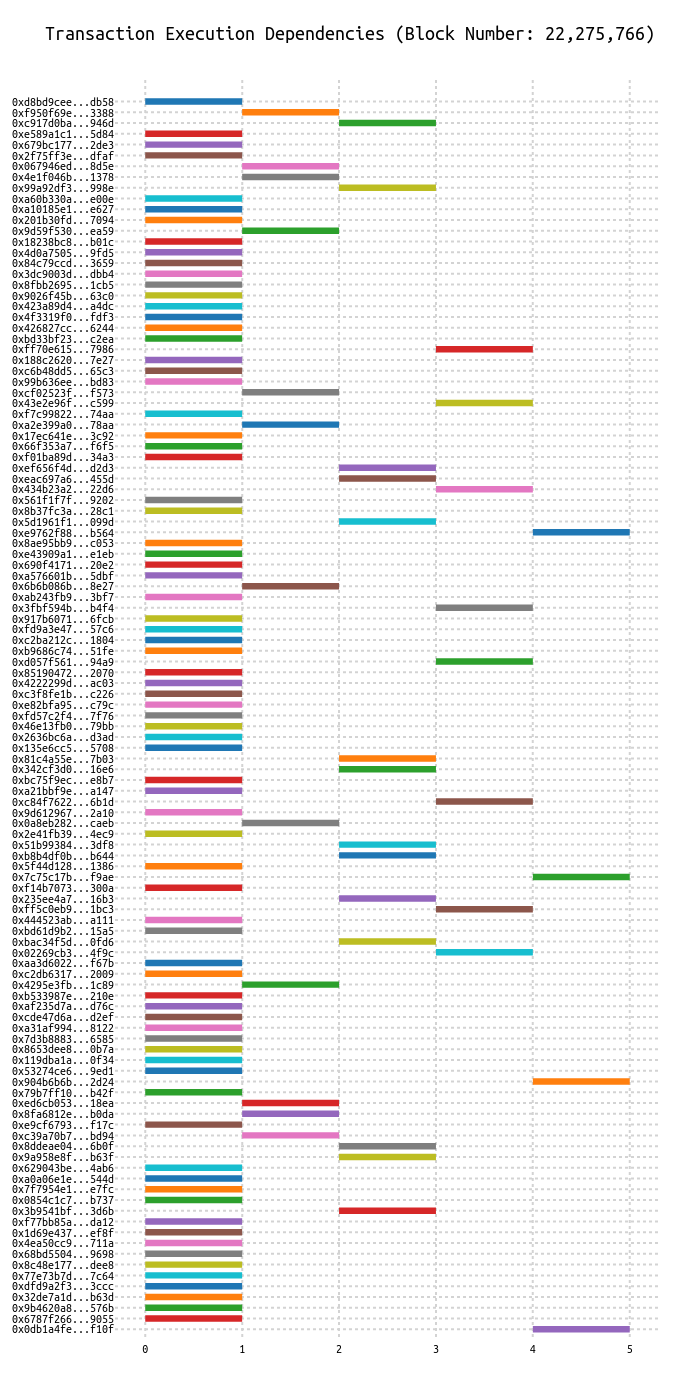 Transaction Execution Dependencies (Block Number: 22,275,766)
0xd8bd9cee...db58
0xf950f69e...3388
0xc917d0ba...946d
0xe589a1c1...5d84
0x679bc177...2de3
0x2f75ff3e...dfaf
0x067946ed...8d5e
0x4e1f046b...1378
0x99a92df3...998e
0xa60b330a...e00e
0xa10185e1...e627
0x201b30fd...7094
0x9d59f530...ea59
0x18238bc8...b01c
0x4d0a7505...9fd5
0x84c79ccd...3659
0x3dc9003d...dbb4
0x8fbb2695...1cb5
0x9026f45b...63c0
0x423a89d4...a4dc
0x4f3319f0...fdf3
0x426827cc...6244
0xbd33bf23...c2ea
0xff70e615...7986
0x188c2620...7e27
0xc6b48dd5...65c3
0x99b636ee...bd83
0xcf02523f...f573
0x43e2e96f...c599
0xf7c99822...74aa
0xa2e399a0...78aa
0x17ec641e...3c92
0x66f353a7...f6f5
0xf01ba89d...34a3
0xef656f4d...d2d3
0xeac697a6...455d
0x434b23a2...22d6
0x561f1f7f...9202
0x8b37fc3a...28c1
0x5d1961f1...099d
0xe9762f88...b564
0x8ae95bb9...c053
0xe43909a1...e1eb
0x690f4171...20e2
0xa576601b...5dbf
0x6b6b086b...8e27
0xab243fb9...3bf7
0x3fbf594b...b4f4
0x917b6071...6fcb
0xfd9a3e47...57c6
0xc2ba212c...1804
0xb9686c74...51fe
0xd057f561...94a9
0x85190472...2070
0x4222299d...ac03
0xc3f8fe1b...c226
0xe82bfa95...c79c
0xfd57c2f4...7f76
0x46e13fb0...79bb
0x2636bc6a...d3ad
0x135e6cc5...5708
0x81c4a55e...7b03
0x342cf3d0...16e6
0xbc75f9ec...e8b7
0xa21bbf9e...a147
0xc84f7622...6b1d
0x9d612967...2a10
0x0a8eb282...caeb
0x2e41fb39...4ec9
0x51b99384...3df8
0xb8b4df0b...b644
0x5f44d128...1386
0x7c75c17b...f9ae
0xf14b7073...300a
0x235ee4a7...16b3
0xff5c0eb9...1bc3
0x444523ab...a111
0xbd61d9b2...15a5
0xbac34f5d...0fd6
0x02269cb3...4f9c
0xaa3d6022...f67b
0xc2db6317...2009
0x4295e3fb...1c89
0xb533987e...210e
0xaf235d7a...d76c
0xcde47d6a...d2ef
0xa31af994...8122
0x7d3b8883...6585
0x8653dee8...0b7a
0x119dba1a...0f34
0x53274ce6...9ed1
0x904b6b6b...2d24
0x79b7ff10...b42f
0xed6cb053...18ea
0x8fa6812e...b0da
0xe9cf6793...f17c
0xc39a70b7...bd94
0x8ddeae04...6b0f
0x9a958e8f...b63f
0x629043be...4ab6
0xa0a06e1e...544d
0x7f7954e1...e7fc
0x0854c1c7...b737
0x3b9541bf...3d6b
0xf77bb85a...da12
0x1d69e437...ef8f
0x4ea50cc9...711a
0x68bd5504...9698
0x8c48e177...dee8
0x77e73b7d...7c64
0xdfd9a2f3...3ccc
0x32de7a1d...b63d
0x9b4620a8...576b
0x6787f266...9055
0x0db1a4fe...f10f
0 1 2 3 4 5